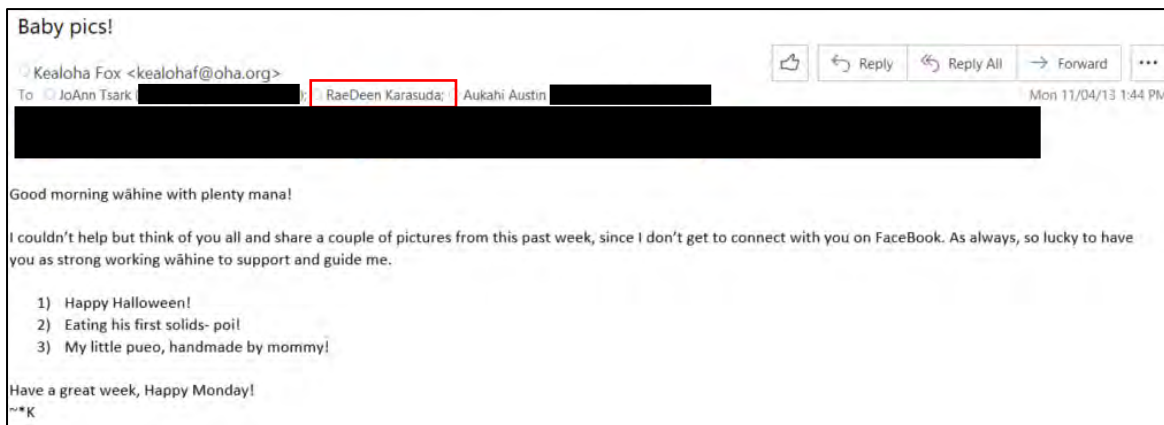 Baby pics!
Kealoha Fox <kealohaf@oha.org>
Reply Reply All Forward ...
To JoAnn Tsark ( ); RaeDeen Karasuda; Aukahi Austin
Mon 11/04/13 1:44 PM
Good morning wāhine with plenty mana!
I couldn't help but think of you all and share a couple of pictures from this past week, since I don't get to connect with you on FaceBook. As always, so lucky to have
you as strong working wāhine to support and guide me.
1) Happy Halloween!
2) Eating his first solids- poi!
3) My little pueo, handmade by mommy!
Have a great week, Happy Monday!
~*K